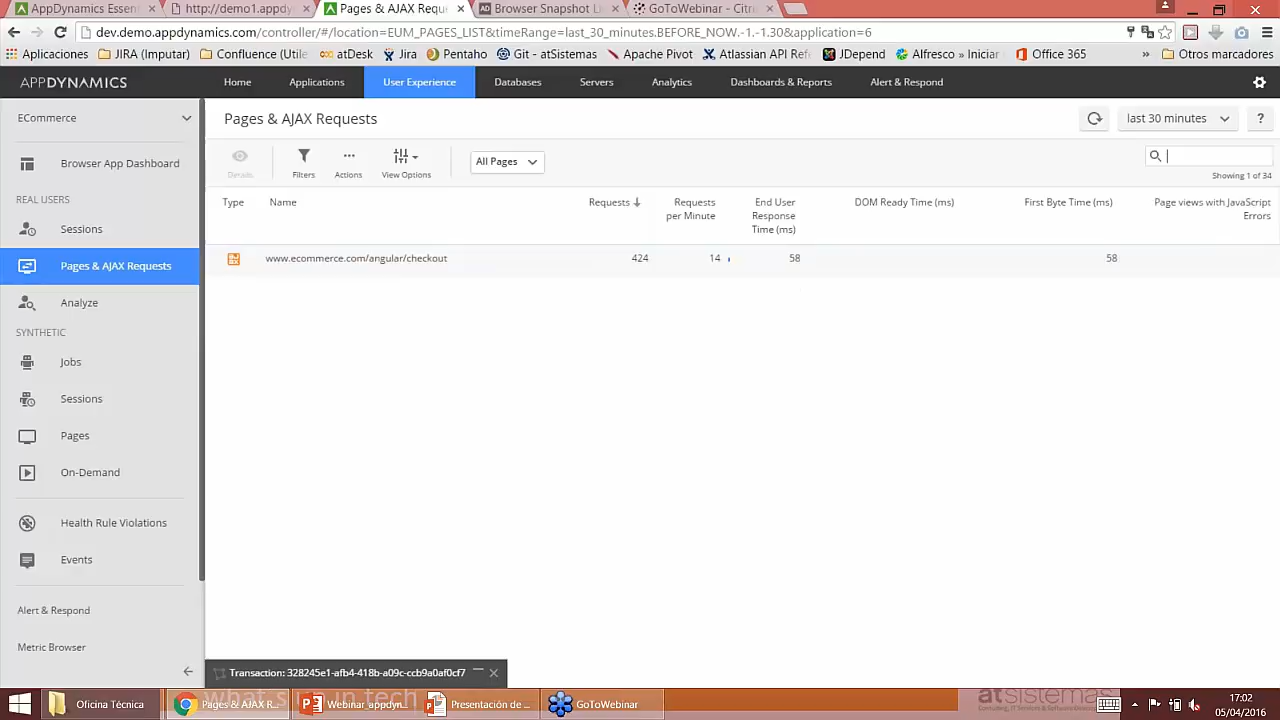 AppDynamics Essen
http://demo1.appdy
Pages & AJAX Requ
Browser Snapshot Li
GoToWebinar - Citre
dev.demo.appdynamics.com/controller/#/location=EUM_PAGES_LIST&timeRange=last_30_minutes.BEFORE_NOW.-1.-1.30&application=6
Aplicaciones
JIRA (Imputar)
Confluence (Utiles)
atDesk
Jira
Pentaho
Git - atSistemas
Apache Pivot
Atlassian API Refe
JDepend
Alfresco » Iniciar
Office 365
»
Otros marcadores
APPDYNAMICS
Home
Applications
User Experience
Databases
Servers
Analytics
Dashboards & Reports
Alert & Respond
ECommerce
Pages & AJAX Requests
last 30 minutes
?
Browser App Dashboard
Details
Filters
Actions
View Options
All Pages
Showing 1 of 34
REAL USERS
Sessions
Pages & AJAX Requests
Analyze
SYNTHETIC
Jobs
Sessions
Pages
On-Demand
Health Rule Violations
Events
Alert & Respond
Metric Browser
Type
Name
Requests
Requests
per Minute
End User
Response
Time (ms)
DOM Ready Time (ms)
First Byte Time (ms)
Page views with JavaScript
Errors
www.ecommerce.com/angular/checkout
424
14
58
58
Transaction: 328245e1-afb4-418b-a09c-ccb9a0af0cf7
Oficina Técnica
Pages & AJAX R...
Webinar_appdyn...
Presentación de ...
GoToWebinar
what's up in tech
atsistemas
17:02
05/04/2016